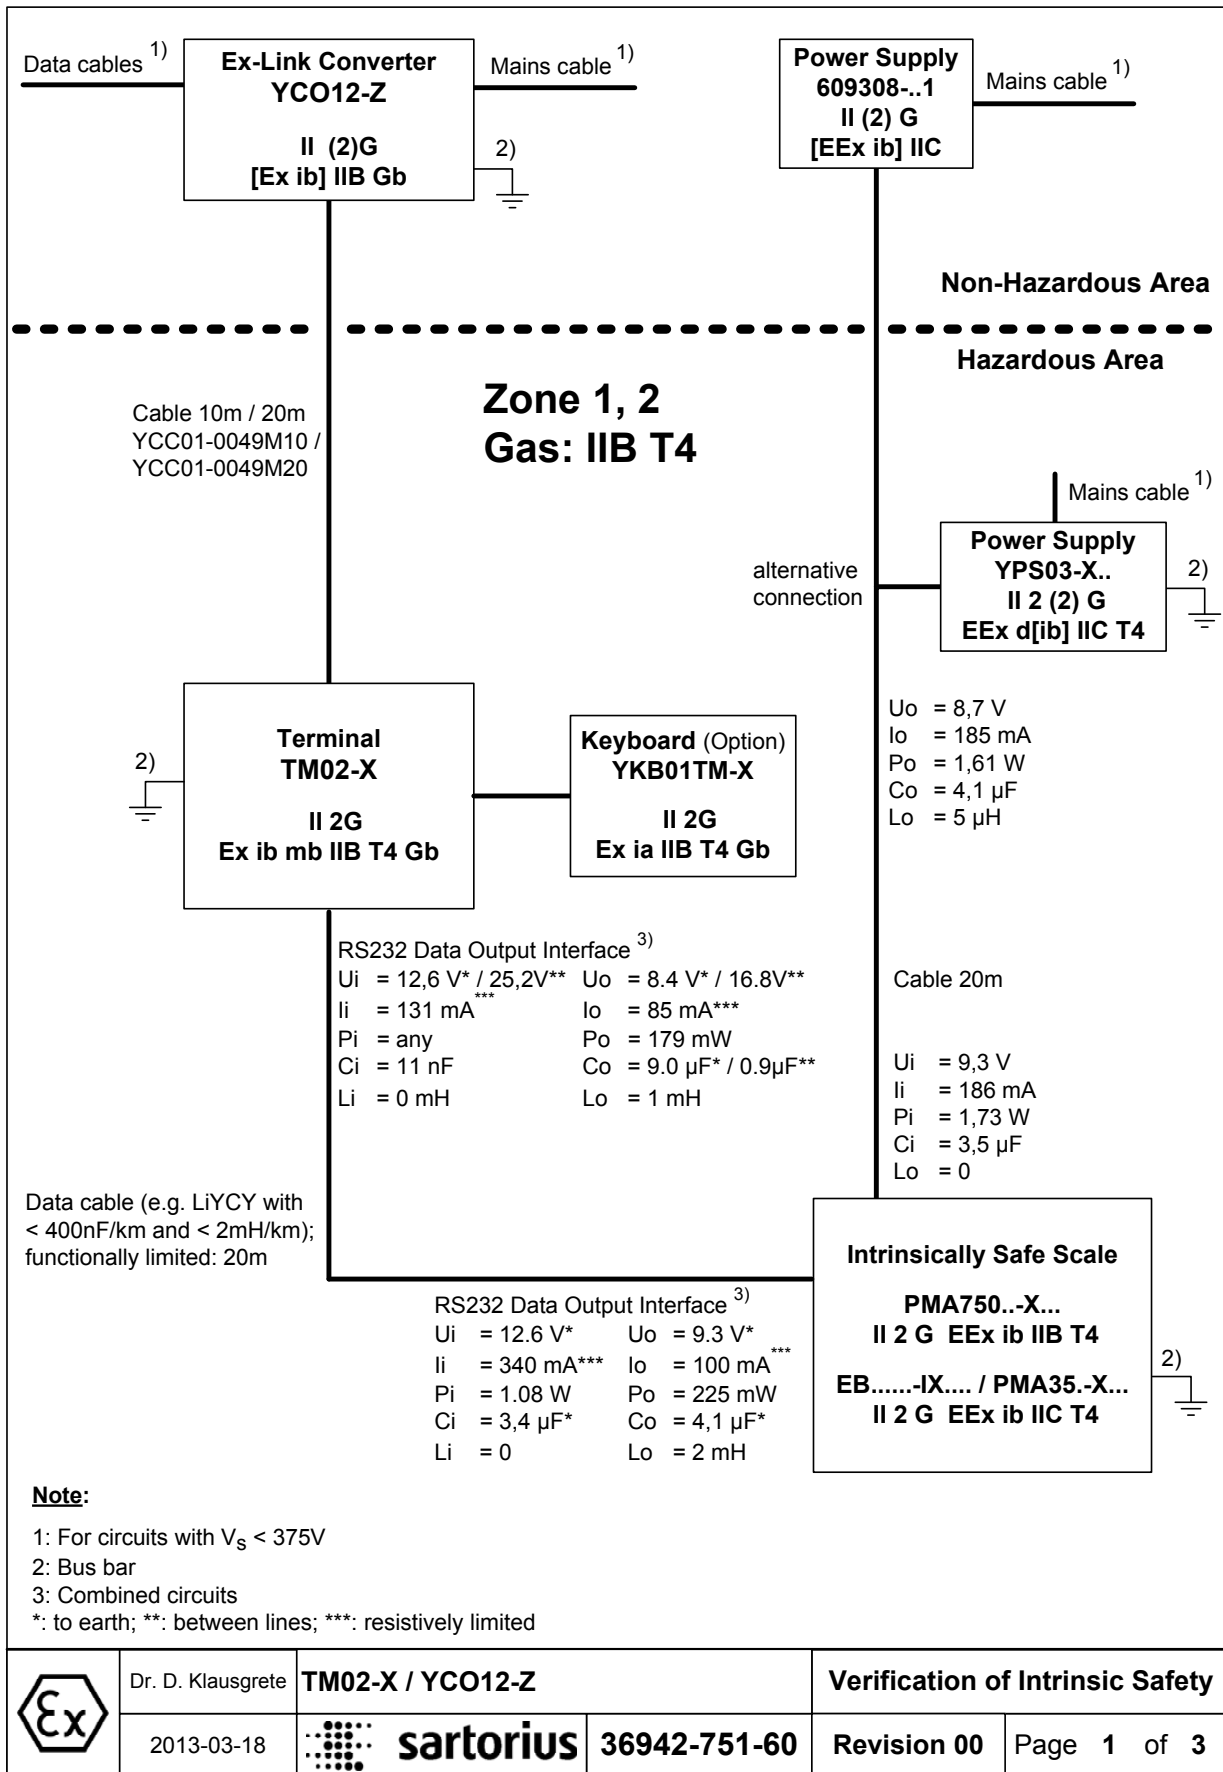 Data cables 1)
Ex-Link Converter
YCO12-Z
II (2)G
[Ex ib] IIB Gb
Mains cable 1)
2)
Power Supply
609308-..1
II (2) G
[EEx ib] IIC
Mains cable 1)
Non-Hazardous Area
Hazardous Area
Zone 1, 2
Gas: IIB T4
Cable 10m / 20m
YCC01-0049M10 /
YCC01-0049M20
Mains cable 1)
alternative
connection
Power Supply
YPS03-X..
II 2 (2) G
EEx d[ib] IIC T4
2)
Uo = 8,7 V
Io = 185 mA
Po = 1,61 W
Co = 4,1 µF
Lo = 5 µH
2)
Terminal
TM02-X
II 2G
Ex ib mb IIB T4 Gb
Keyboard (Option)
YKB01TM-X
II 2G
Ex ia IIB T4 Gb
RS232 Data Output Interface 3)
Ui = 12,6 V* / 25,2V** Uo = 8.4 V* / 16.8V**
Ii = 131 mA*** Io = 85 mA***
Pi = any Po = 179 mW
Ci = 11 nF Co = 9.0 µF* / 0.9µF**
Li = 0 mH Lo = 1 mH
Cable 20m
Ui = 9,3 V
Ii = 186 mA
Pi = 1,73 W
Ci = 3,5 µF
Lo = 0
Data cable (e.g. LiYCY with
< 400nF/km and < 2mH/km);
functionally limited: 20m
RS232 Data Output Interface 3)
Ui = 12.6 V* Uo = 9.3 V*
Ii = 340 mA*** Io = 100 mA***
Pi = 1.08 W Po = 225 mW
Ci = 3,4 µF* Co = 4,1 µF*
Li = 0 Lo = 2 mH
Intrinsically Safe Scale
PMA750..-X...
II 2 G EEx ib IIB T4
EB......-IX.... / PMA35.-X...
II 2 G EEx ib IIC T4
2)
Note:
1: For circuits with Vs < 375V
2: Bus bar
3: Combined circuits
*: to earth; **: between lines; ***: resistively limited
Ex
Dr. D. Klausgrete
TM02-X / YCO12-Z
Verification of Intrinsic Safety
2013-03-18
sartorius
36942-751-60
Revision 00
Page 1 of 3